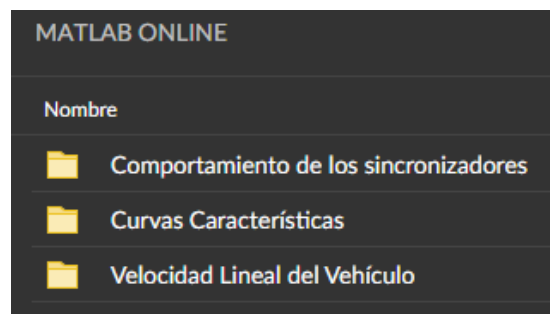 MATLAB ONLINE
Nombre
Comportamiento de los sincronizadores
Curvas Características
Velocidad Lineal del Vehículo